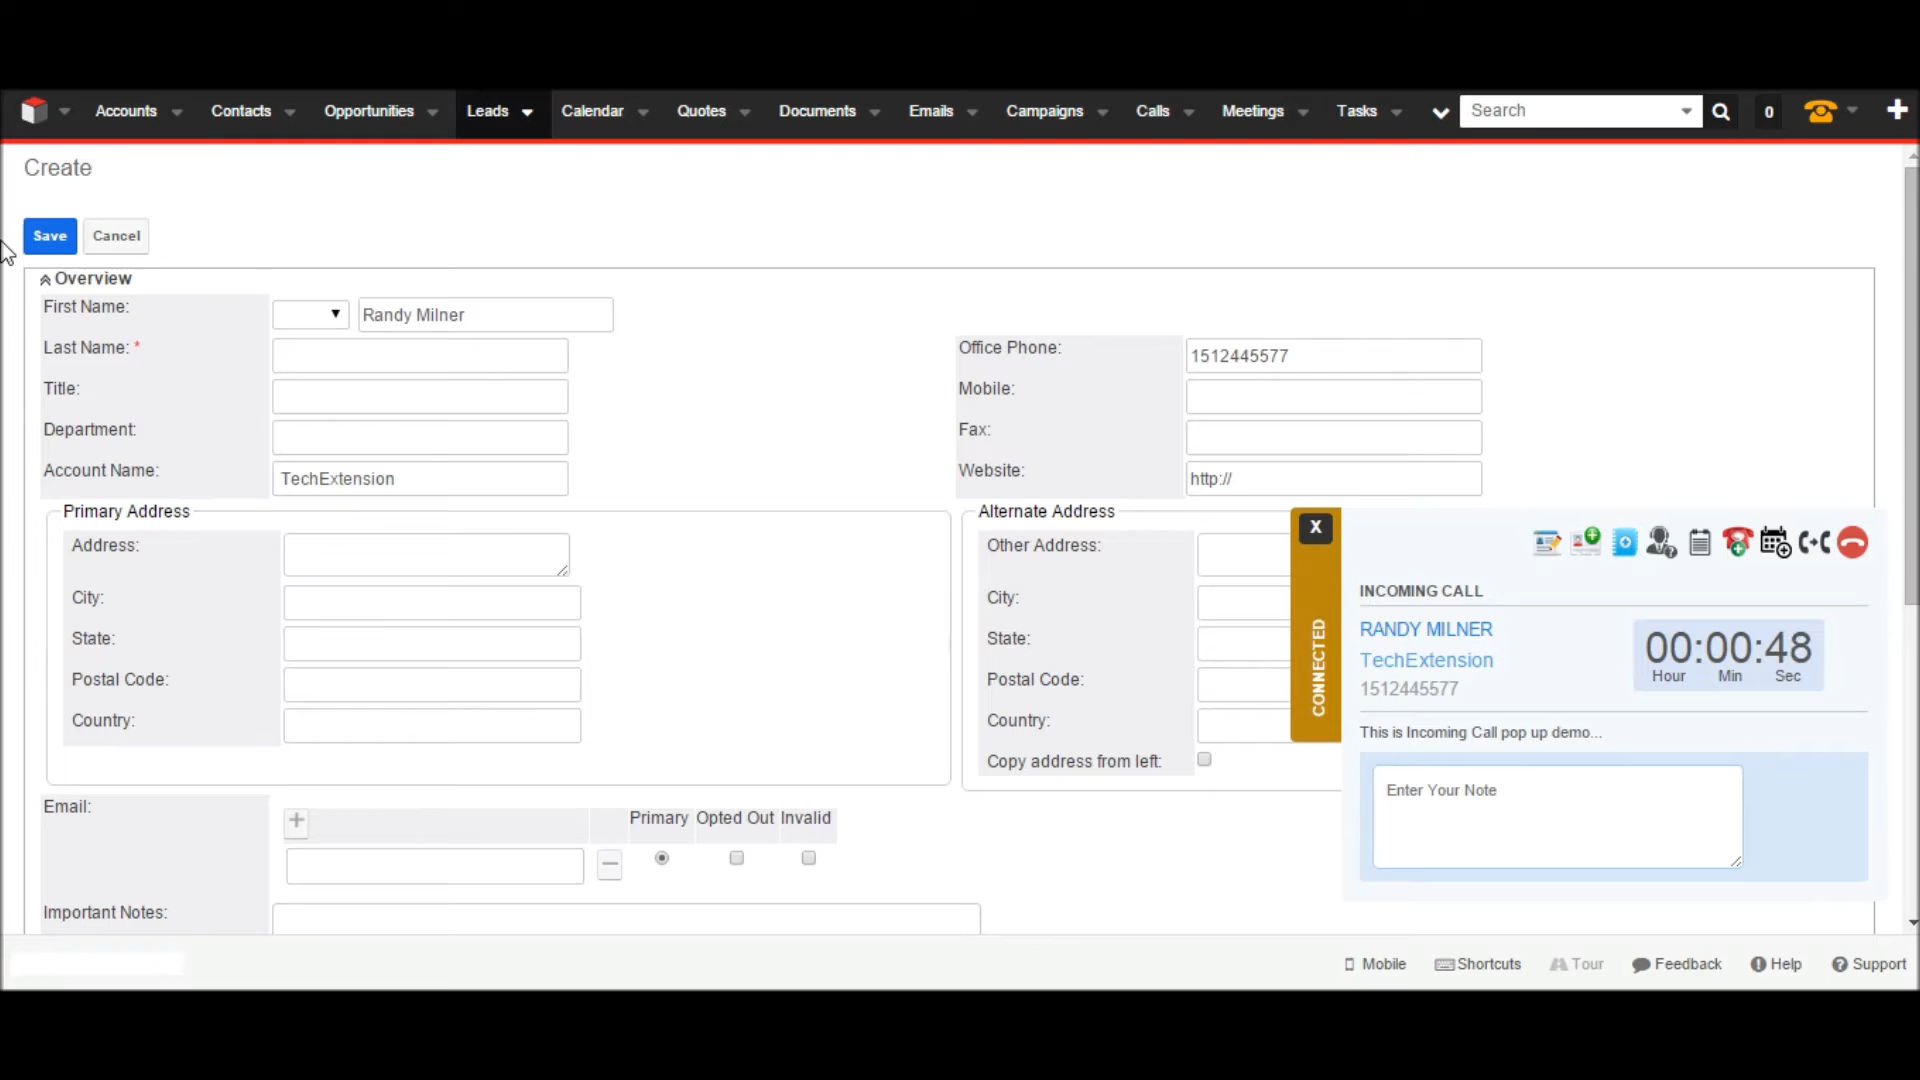 Accounts Contacts Opportunities Leads Calendar Quotes Documents Emails Campaigns Calls Meetings Tasks Search 0
Create
Save Cancel
Overview
First Name: Randy Milner
Last Name: * Office Phone: 1512445577
Title: Mobile:
Department: Fax:
Account Name: TechExtension Website: http://
Primary Address
Address:
City:
State:
Postal Code:
Country:
Alternate Address
Other Address:
City:
State:
Postal Code:
Country:
Copy address from left:
X
CONNECTED
INCOMING CALL
RANDY MILNER
TechExtension
1512445577
00:00:48
Hour Min Sec
This is Incoming Call pop up demo...
Enter Your Note
Email:
Primary Opted Out Invalid
Important Notes:
Mobile Shortcuts Tour Feedback Help Support